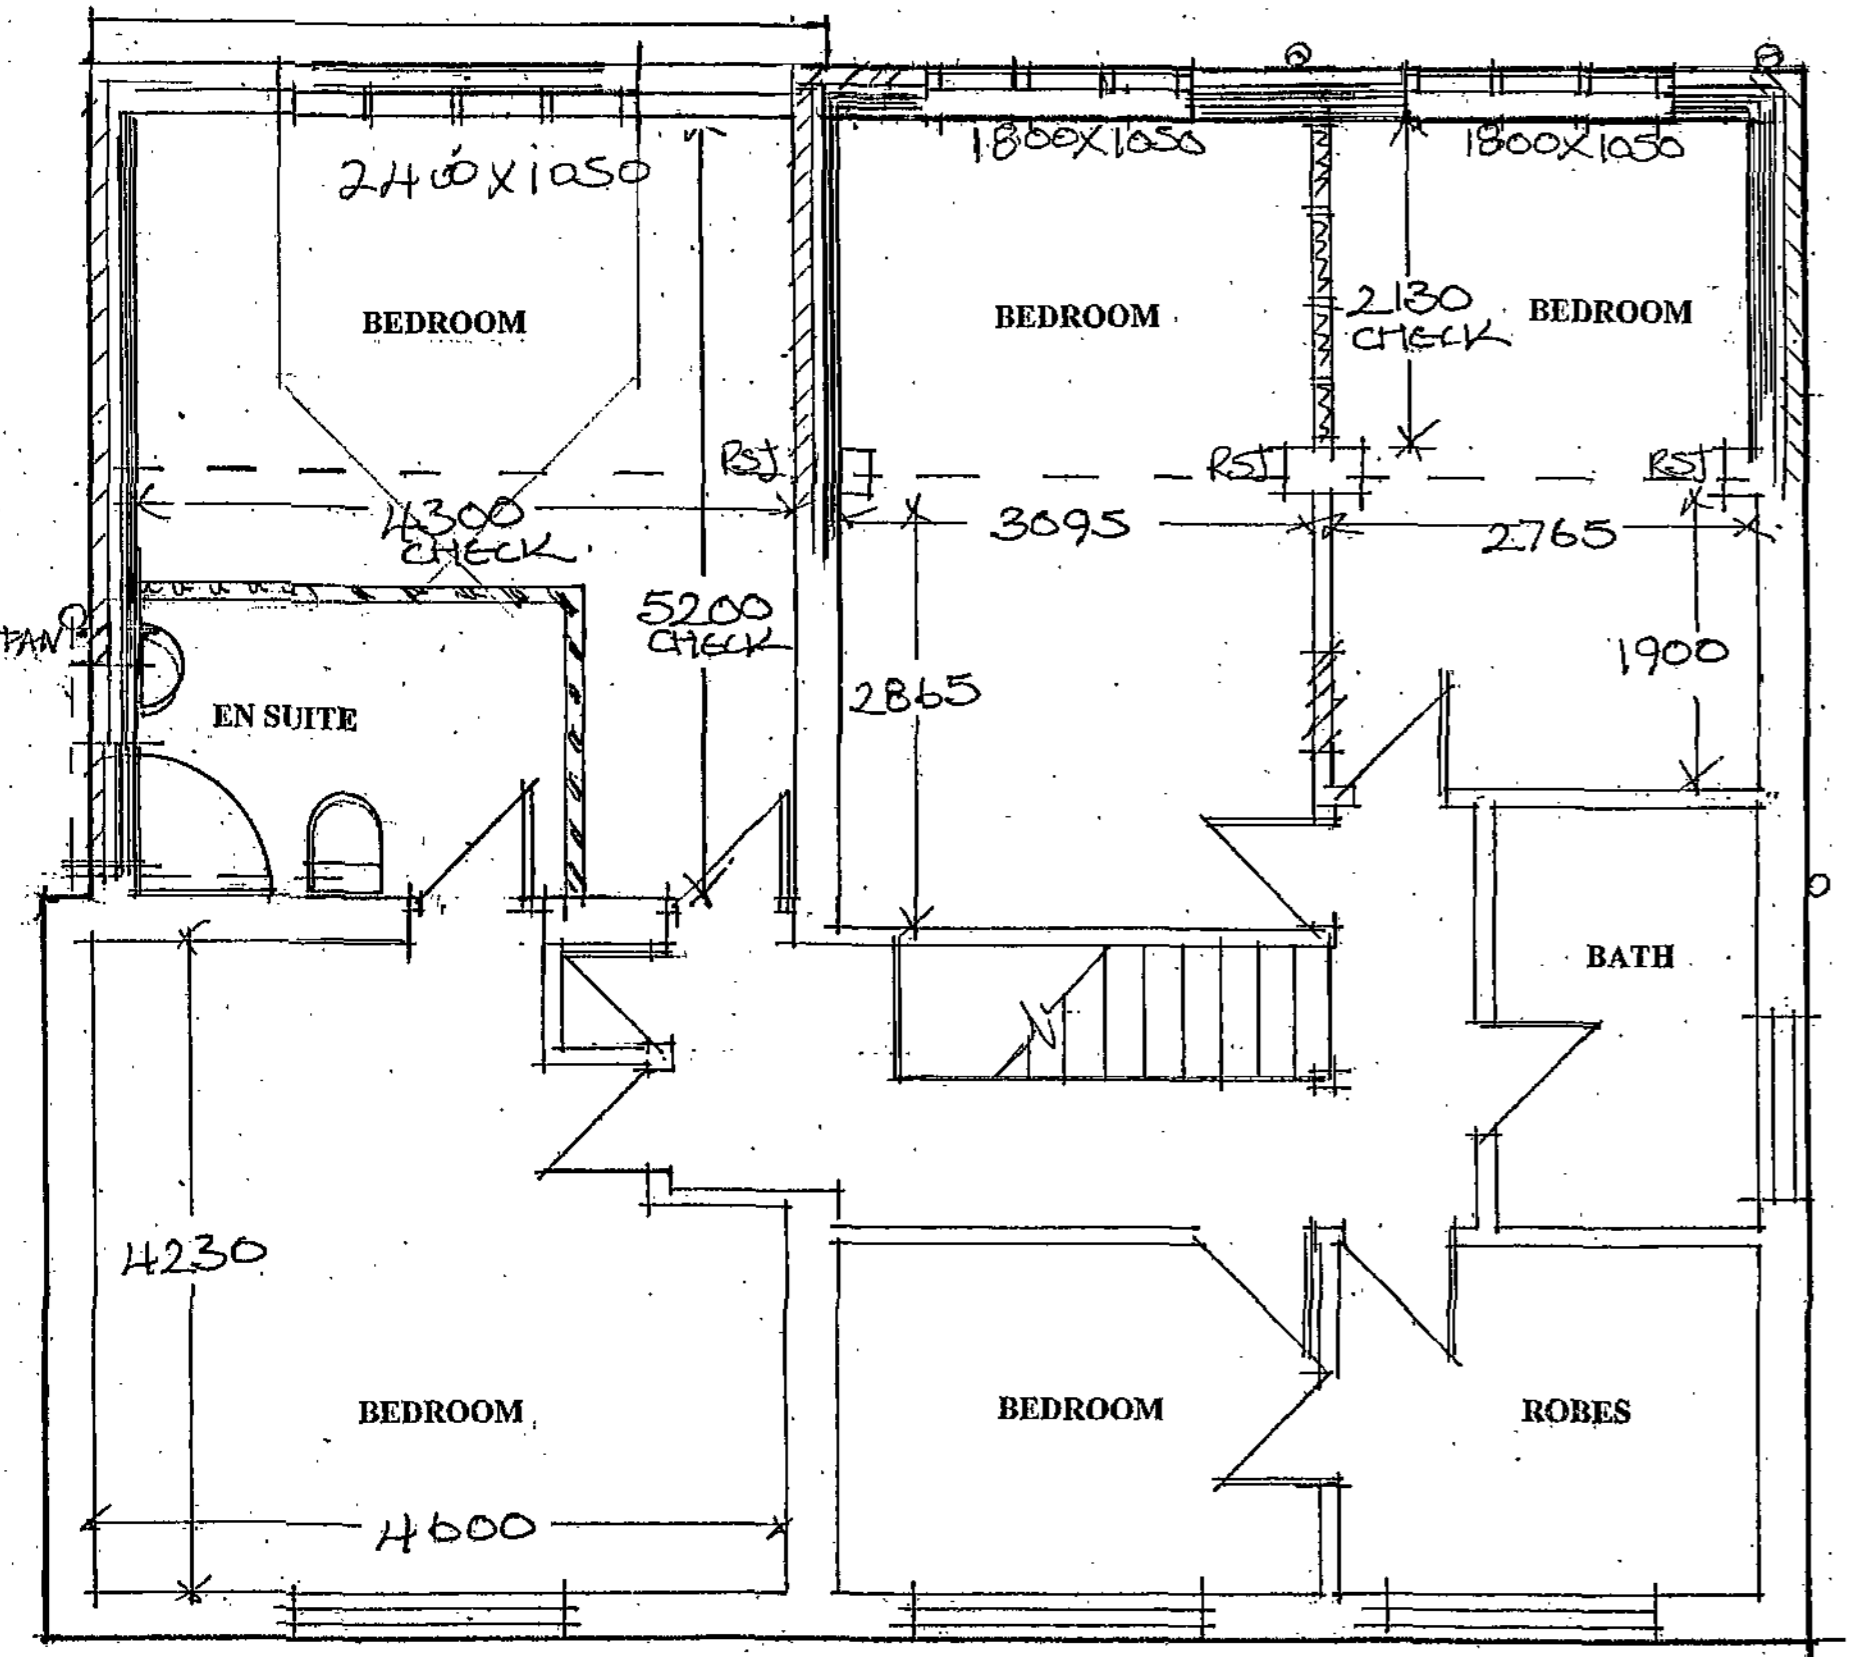 2400X1050
1800X1050
1800X1050
BEDROOM
BEDROOM
2130
CHECK
BEDROOM
RSJ
RSJ
RSJ
4300
CHECK
3095
2765
5200
CHECK
FAN
1900
2865
EN SUITE
BATH
4230
BEDROOM
BEDROOM
ROBES
4600